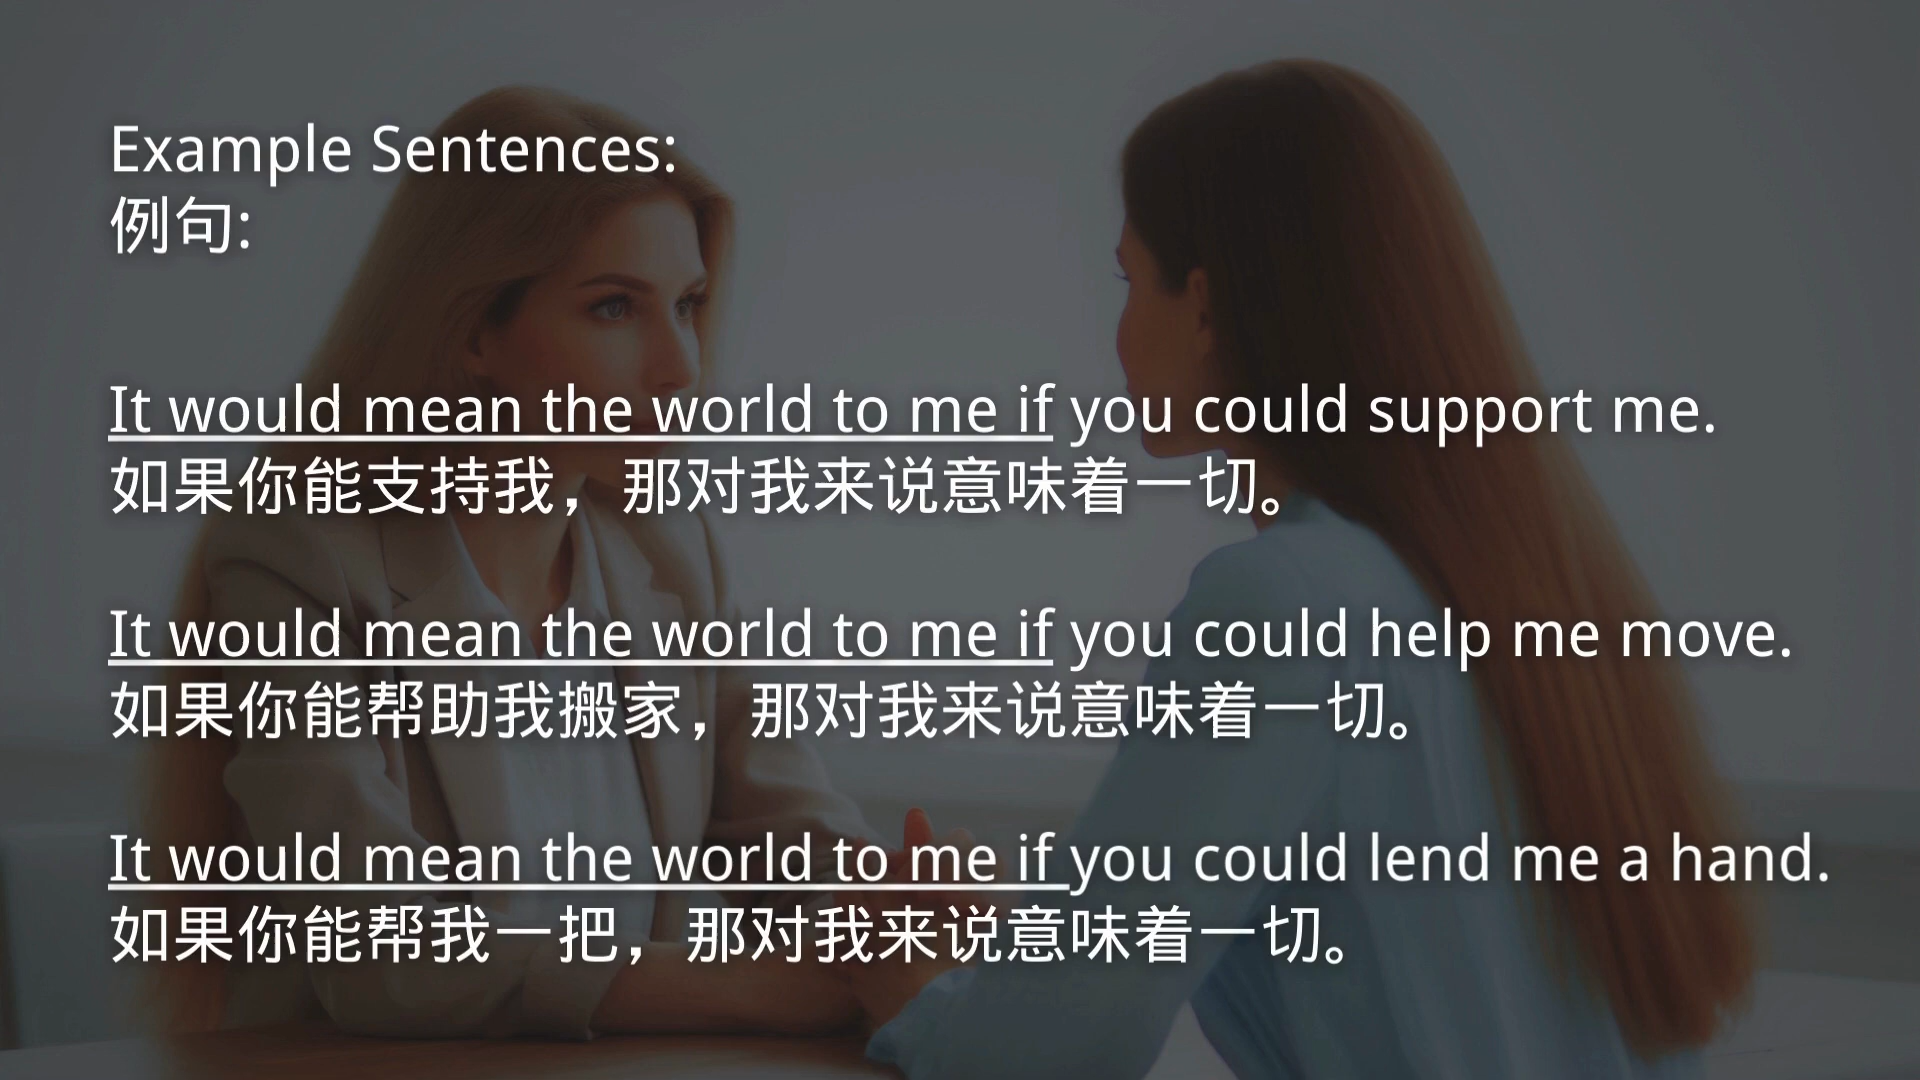 Example Sentences:
例句:
It would mean the world to me if you could support me.
如果你能支持我，那对我来说意味着一切。
It would mean the world to me if you could help me move.
如果你能帮助我搬家，那对我来说意味着一切。
It would mean the world to me if you could lend me a hand.
如果你能帮我一把，那对我来说意味着一切。